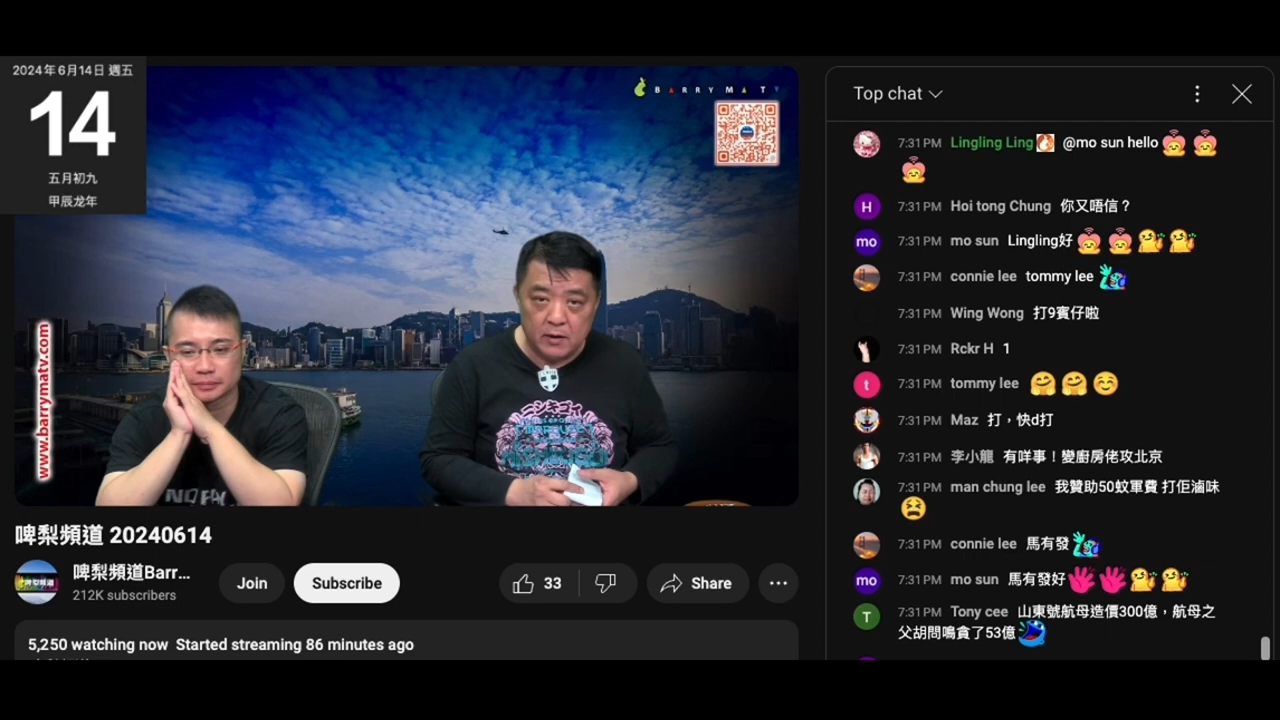 2024年6月14日 週五
14
五月初九
甲辰龙年
BARRYMATV
www.barrymatv.com
ニシキゴイ
啤梨頻道 20240614
啤梨頻道Barr...
212K subscribers
Join
Subscribe
33
Share
5,250 watching now Started streaming 86 minutes ago
Top chat
7:31 PM Lingling Ling @mo sun hello
H
7:31 PM Hoi tong Chung 你又唔信？
mo
7:31 PM mo sun Lingling好
7:31 PM connie lee tommy lee
7:31 PM Wing Wong 打9賓仔啦
7:31 PM Rckr H 1
t
7:31 PM tommy lee
7:31 PM Maz 打，快d打
7:31 PM 李小龍 有咩事！變廚房佬攻北京
7:31 PM man chung lee 我贊助50蚊軍費 打佢滷味
7:31 PM connie lee 馬有發
mo
7:31 PM mo sun 馬有發好
T
7:31 PM Tony cee 山東號航母造價300億，航母之
父胡問鳴貪了53億